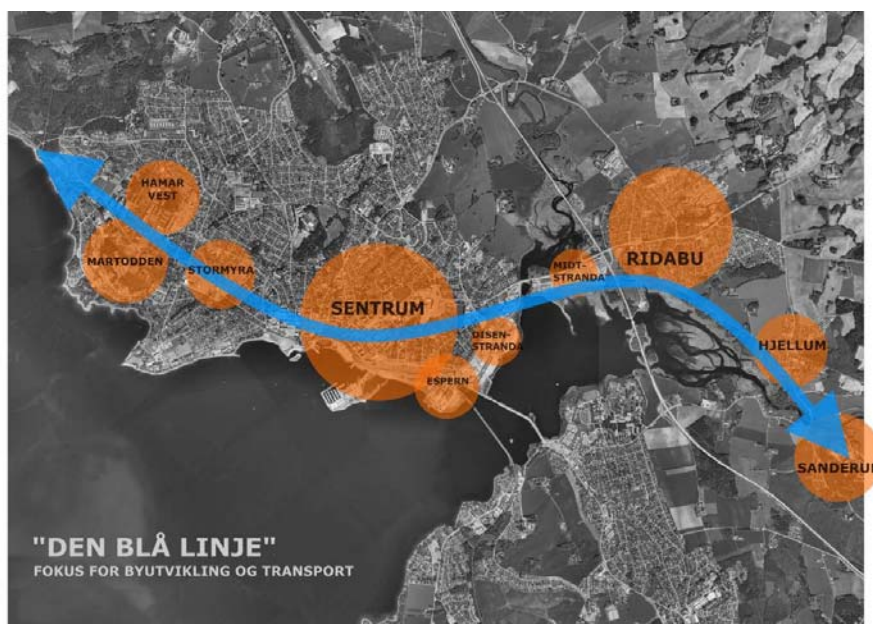 HAMAR
VEST
MARTODDEN
STORMYRA
SENTRUM
DISEN-
STRANDA
ESPERN
MIDT-
STRANDA
RIDABU
HJELLUM
SANDERUD
"DEN BLÅ LINJE"
FOKUS FOR BYUTVIKLING OG TRANSPORT